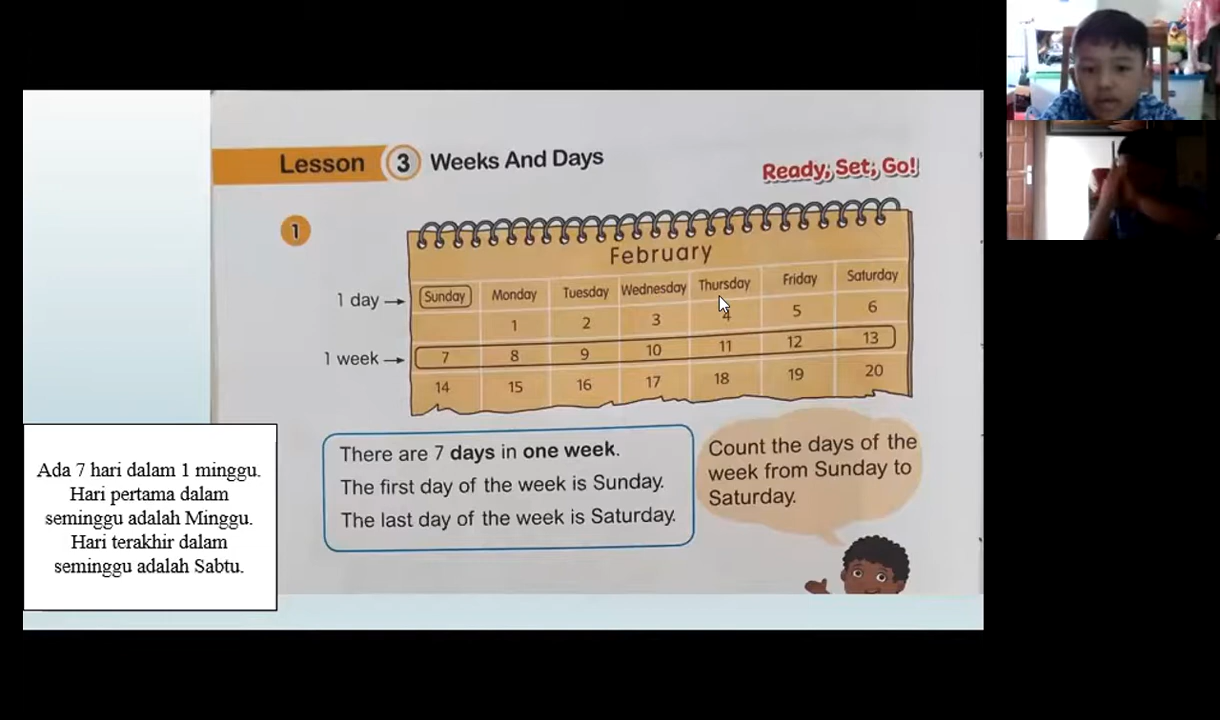 Lesson 3 Weeks And Days
Ready, Set, Go!
1
February
1 day → Sunday Monday Tuesday Wednesday Thursday Friday Saturday
1 2 3 4 5 6
1 week → 7 8 9 10 11 12 13
14 15 16 17 18 19 20
There are 7 days in one week.
The first day of the week is Sunday.
The last day of the week is Saturday.
Count the days of the
week from Sunday to
Saturday.
Ada 7 hari dalam 1 minggu.
Hari pertama dalam
seminggu adalah Minggu.
Hari terakhir dalam
seminggu adalah Sabtu.